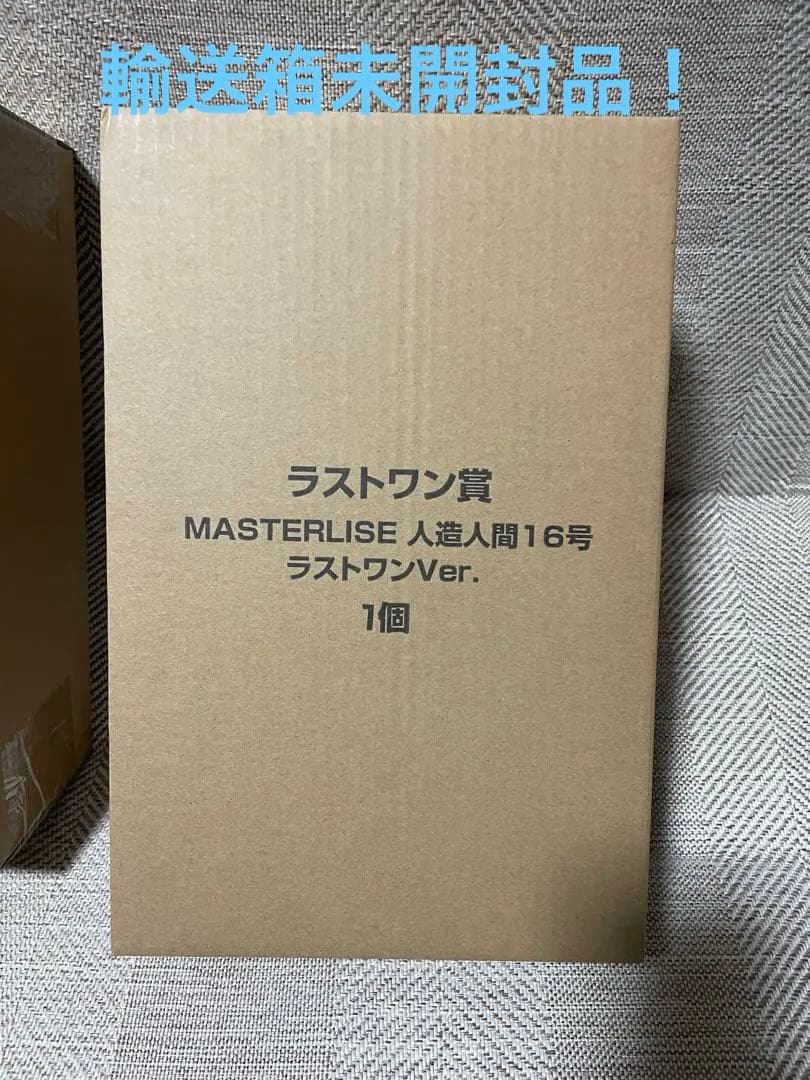 輸送箱未開封品！
ラストワン賞
MASTERLISE 人造人間16号
ラストワンVer.
1個